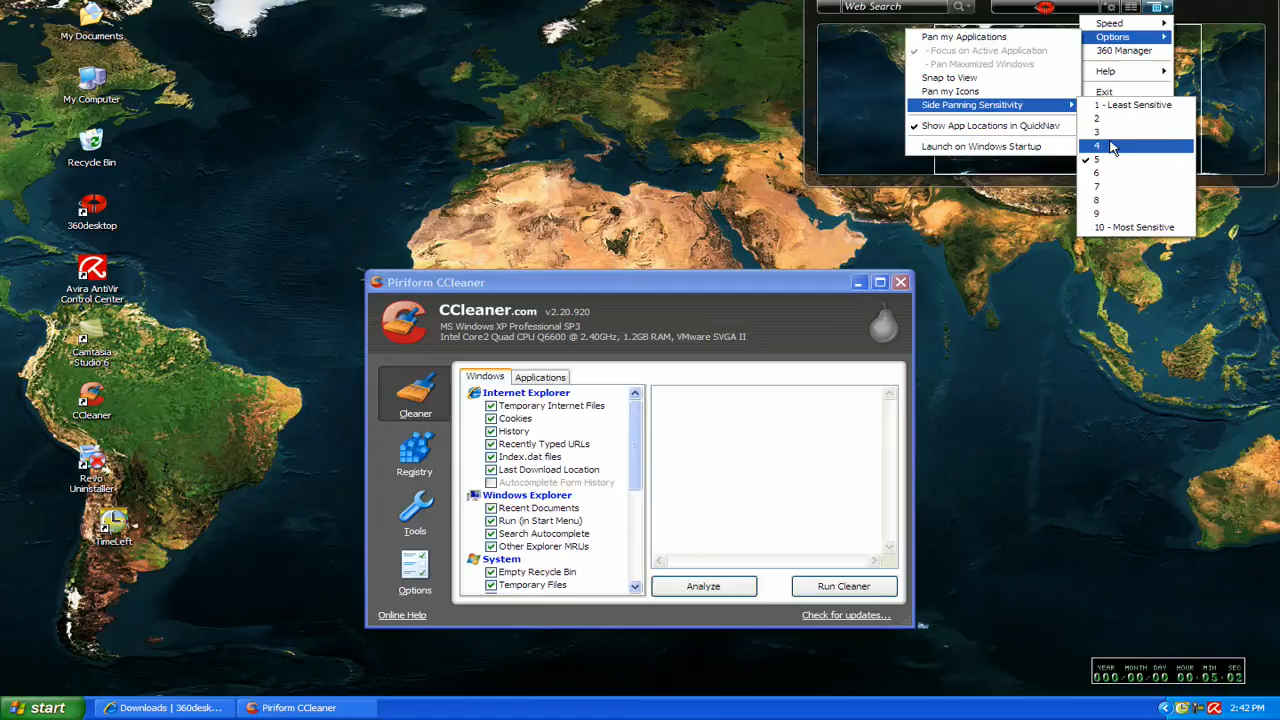 My Documents
My Computer
Recycle Bin
360desktop
Avira AntiVir
Control Center
Camtasia
Studio 6
CCleaner
Revo
Uninstaller
TimeLeft
Web Search
Speed
Options
360 Manager
Help
Exit
Pan my Applications
- Focus on Active Application
- Pan Maximized Windows
Snap to View
Pan my Icons
Side Panning Sensitivity
Show App Locations in QuickNav
Launch on Windows Startup
1 - Least Sensitive
2
3
4
5
6
7
8
9
10 - Most Sensitive
Piriform CCleaner
CCleaner.com v2.20.920
MS Windows XP Professional SP3
Intel Core2 Quad CPU Q6600 @ 2.40GHz, 1.2GB RAM, VMware SVGA II
Cleaner
Registry
Tools
Options
Windows
Applications
Internet Explorer
Temporary Internet Files
Cookies
History
Recently Typed URLs
Index.dat files
Last Download Location
Autocomplete Form History
Windows Explorer
Recent Documents
Run (in Start Menu)
Search Autocomplete
Other Explorer MRUs
System
Empty Recycle Bin
Temporary Files
Analyze
Run Cleaner
Online Help
Check for updates...
YEAR MONTH DAY HOUR MIN SEC
000/00/00 00:05:02
start
Downloads | 360desk...
Piriform CCleaner
2:42 PM